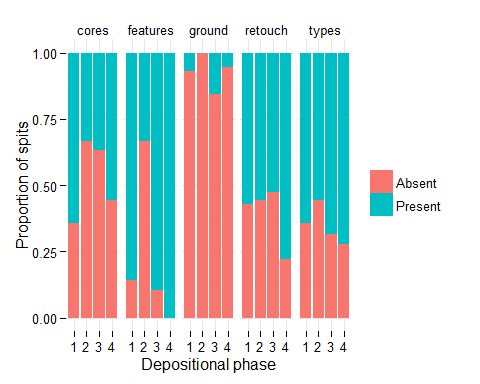 cores features ground retouch types
1.00
0.75
0.50
0.25
0.00
Proportion of spits
1 2 3 4 1 2 3 4 1 2 3 4 1 2 3 4 1 2 3 4
Depositional phase
Absent
Present